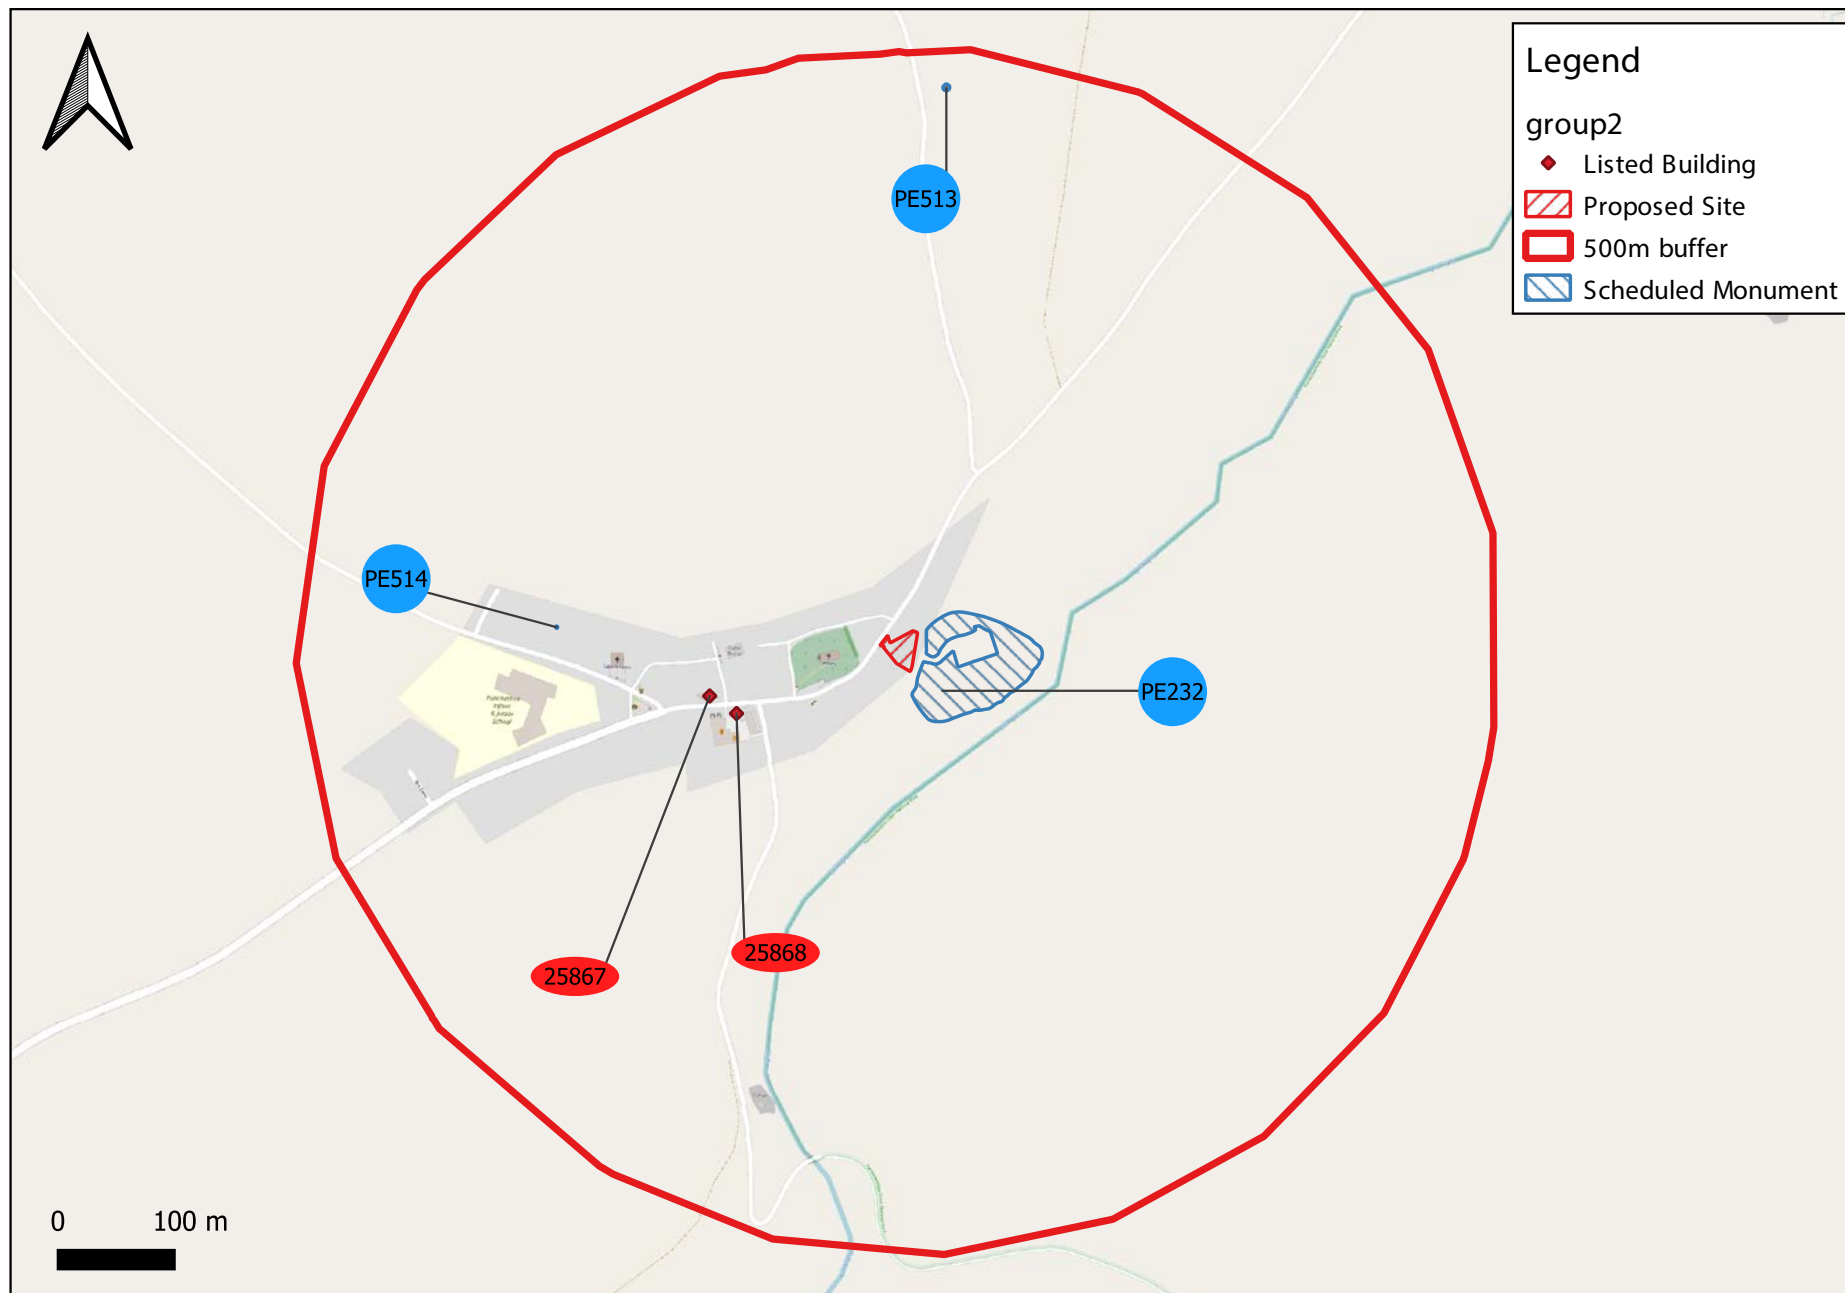 Legend
group2
Listed Building
Proposed Site
500m buffer
Scheduled Monument
PE513
PE514
PE232
25868
25867
0 100 m